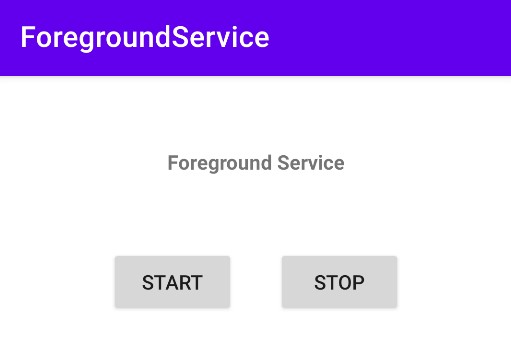 ForegroundService
Foreground Service
START STOP